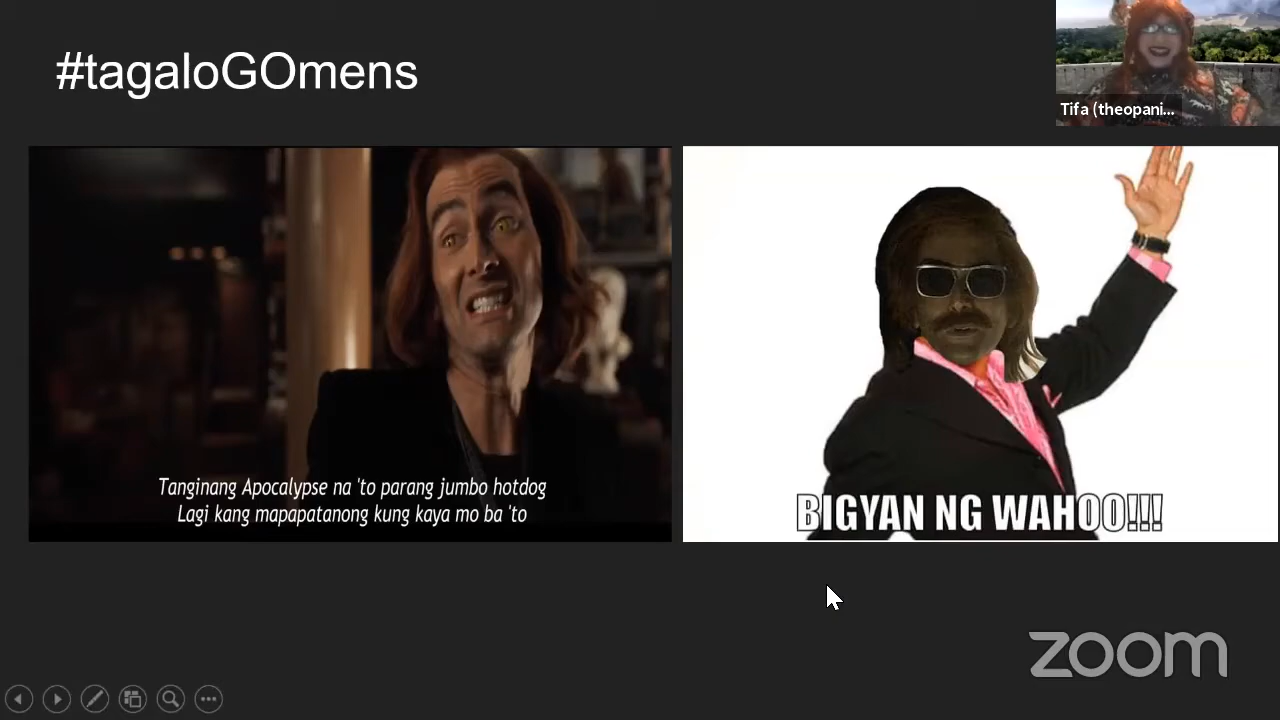 #tagaloGOmens
Tifa (theopani...
Tanginang Apocalypse na 'to parang jumbo hotdog
Lagi kang mapapatanong kung kaya mo ba 'to
BIGYAN NG WAHOO!!!
zoom